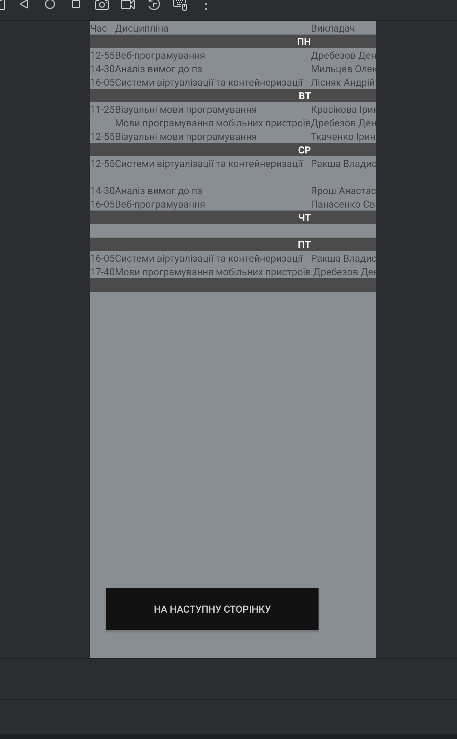 Час Дисципліна Викладач
ПН
12-55 Веб-програмування Дребезов Ден
14-30 Аналіз вимог до пз Мильцев Олек
16-05 Системи віртуалізації та контейнеризації Лісняк Андрій
ВТ
11-25 Візуальні мови програмування Красікова Ірин
Мови програмування мобільних пристроїв Дребезов Ден
12-55 Візуальні мови програмування Ткаченко Ірин
СР
12-55 Системи віртуалізації та контейнеризації Ракша Владис
14-30 Аналіз вимог до пз Ярош Анастас
16-05 Веб-програмування Панасенко Єв
ЧТ
ПТ
16-05 Системи віртуалізації та контейнеризації Ракша Владис
17-40 Мови програмування мобільних пристроїв Дребезов Ден
НА НАСТУПНУ СТОРІНКУ